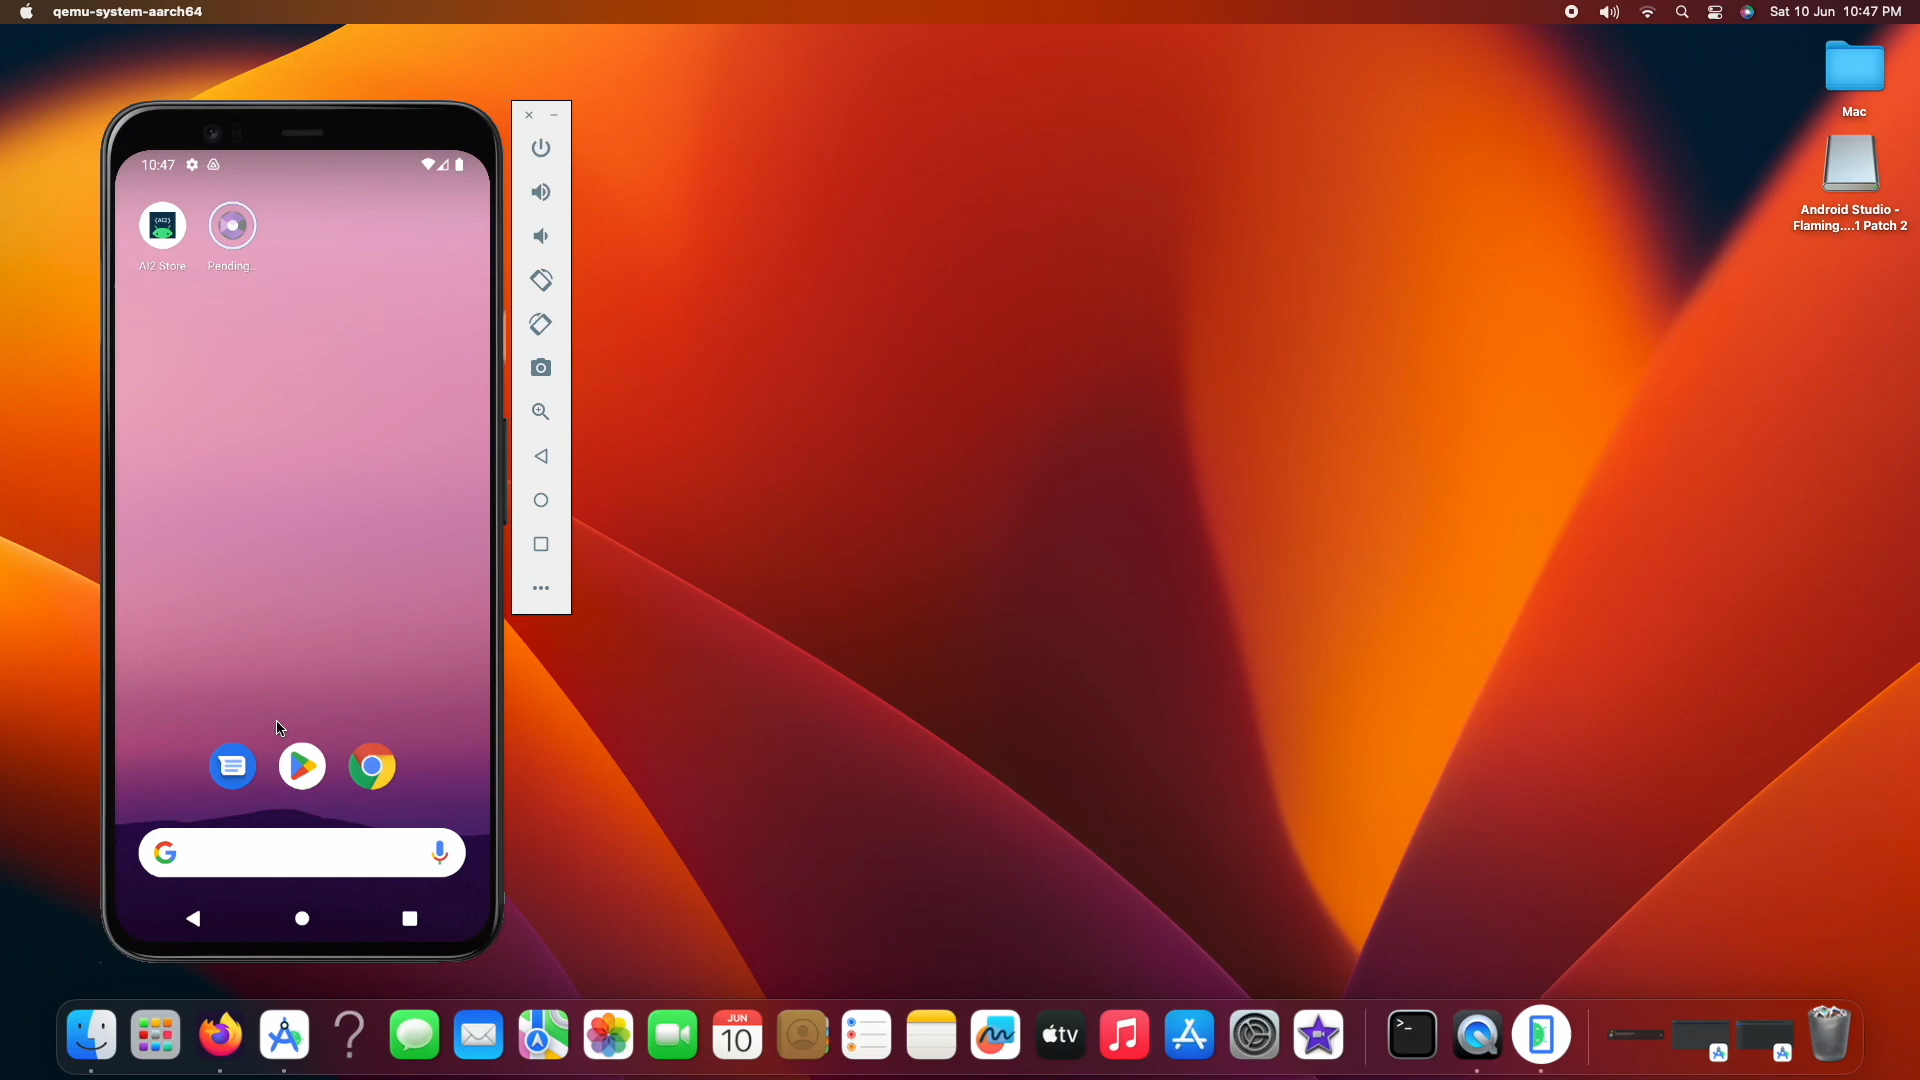 qemu-system-aarch64
Sat 10 Jun 10:47 PM
Mac
Android Studio -
Flaming....1 Patch 2
10:47
{AI2}
AI2 Store
Pending...
G
JUN
10
tv
>_